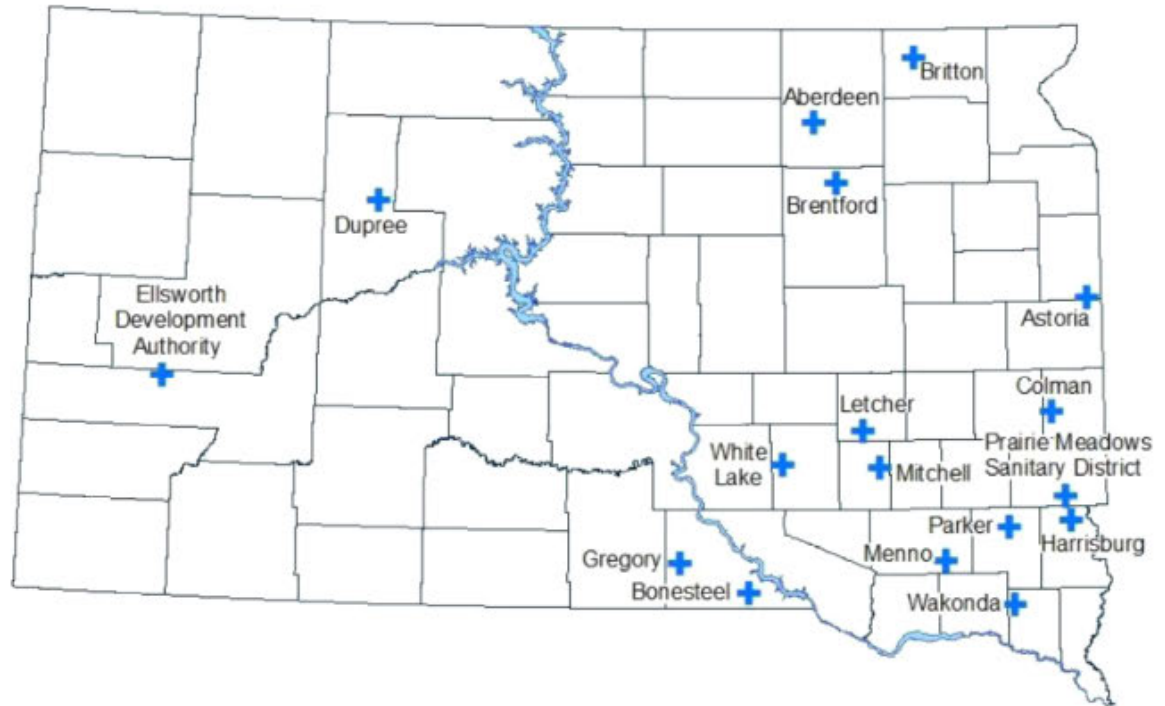 Britton
Aberdeen
Brentford
Dupree
Ellsworth
Development
Authority
Astoria
Colman
Letcher
Prairie Meadows
Sanitary District
White
Lake
Mitchell
Parker
Harrisburg
Menno
Gregory
Bonesteel
Wakonda